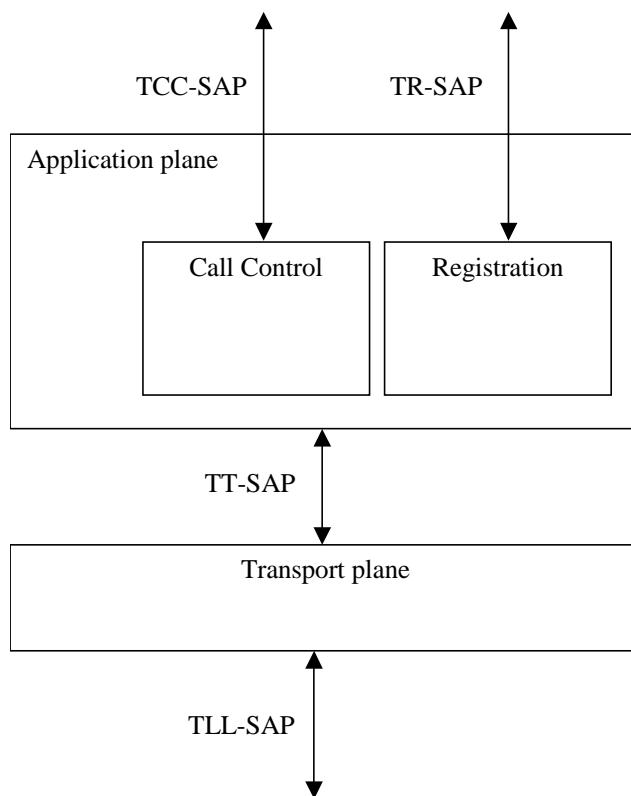 TCC-SAP
TR-SAP
Application plane
Call Control
Registration
TT-SAP
Transport plane
TLL-SAP